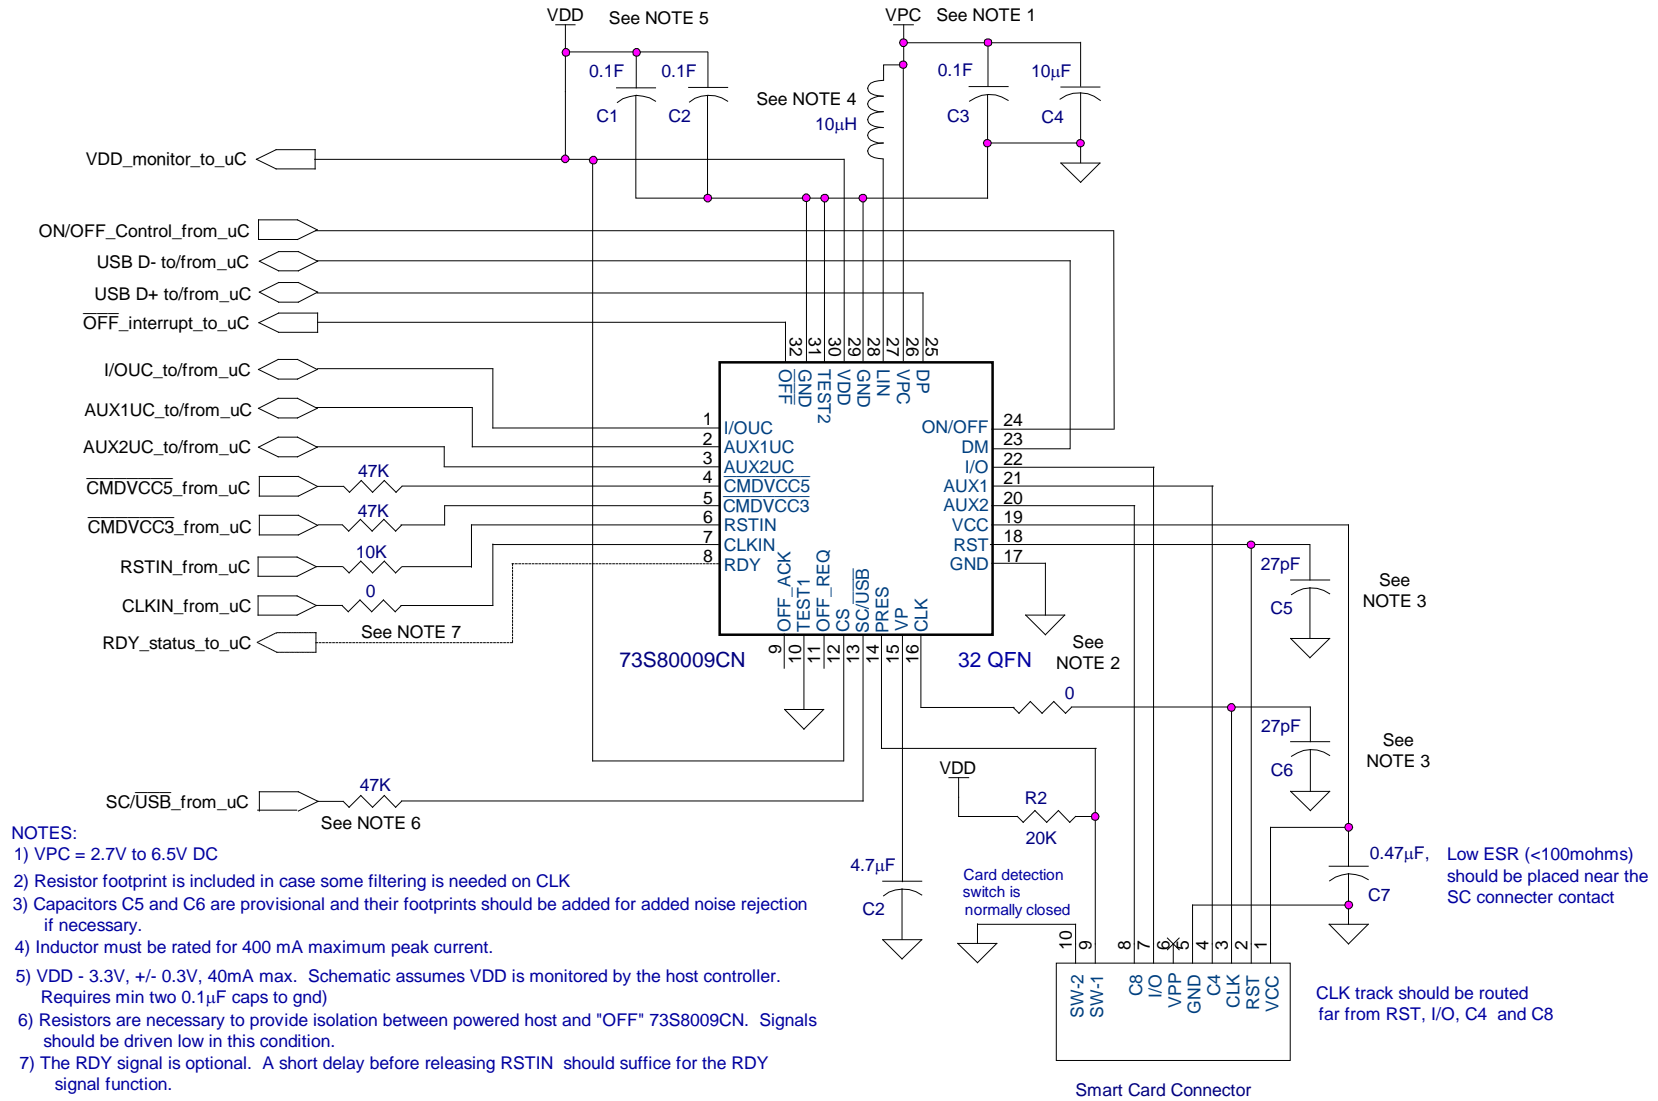 VDD
See NOTE 5
VPC
See NOTE 1
0.1F
0.1F
C1
C2
See NOTE 4
10μH
0.1F
10μF
C3
C4
VDD_monitor_to_uC
ON/OFF_Control_from_uC
USB D- to/from_uC
USB D+ to/from_uC
OFF_interrupt_to_uC
I/OUC_to/from_uC
AUX1UC_to/from_uC
AUX2UC_to/from_uC
CMDVCC5_from_uC
47K
CMDVCC3_from_uC
47K
RSTIN_from_uC
10K
CLKIN_from_uC
0
RDY_status_to_uC
See NOTE 7
32
31
30
29
28
27
26
25
OFF
GND
TEST2
VDD
GND
LIN
VPC
DP
1 I/OUC
2 AUX1UC
3 AUX2UC
4 CMDVCC5
5 CMDVCC3
6 RSTIN
7 CLKIN
8 RDY
ON/OFF 24
DM 23
I/O 22
AUX1 21
AUX2 20
VCC 19
RST 18
GND 17
OFF_ACK
TEST1
OFF_REQ
CS
SC/USB
PRES
VP
CLK
9
10
11
12
13
14
15
16
73S80009CN
32 QFN
27pF
C5
See
NOTE 3
See
NOTE 2
0
27pF
C6
See
NOTE 3
SC/USB_from_uC
47K
See NOTE 6
VDD
R2
20K
4.7μF
C2
Card detection
switch is
normally closed
0.47μF,
C7
Low ESR (<100mohms)
should be placed near the
SC connecter contact
10
9
8
7
6
5
4
3
2
1
SW-2
SW-1
C8
I/O
VPP
GND
C4
CLK
RST
VCC
CLK track should be routed
far from RST, I/O, C4 and C8
Smart Card Connector
NOTES:
1) VPC = 2.7V to 6.5V DC
2) Resistor footprint is included in case some filtering is needed on CLK
3) Capacitors C5 and C6 are provisional and their footprints should be added for added noise rejection
if necessary.
4) Inductor must be rated for 400 mA maximum peak current.
5) VDD - 3.3V, +/- 0.3V, 40mA max. Schematic assumes VDD is monitored by the host controller.
Requires min two 0.1μF caps to gnd)
6) Resistors are necessary to provide isolation between powered host and "OFF" 73S8009CN. Signals
should be driven low in this condition.
7) The RDY signal is optional. A short delay before releasing RSTIN should suffice for the RDY
signal function.